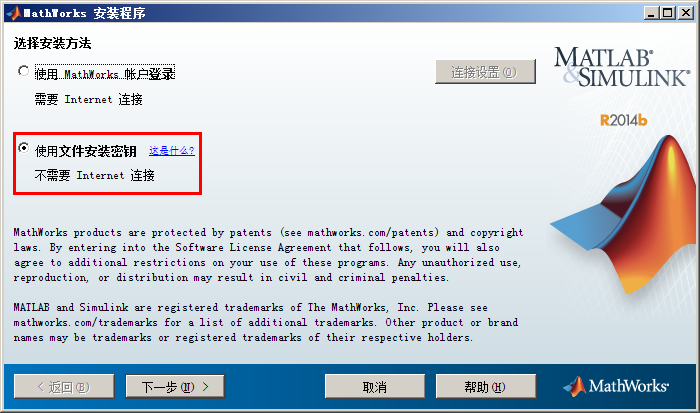 MathWorks 安装程序
选择安装方法
使用 MathWorks 帐户登录
连接设置(O)
需要 Internet 连接
使用文件安装密钥 这是什么?
不需要 Internet 连接
MATLAB®
&SIMULINK®
R2014b
MathWorks products are protected by patents (see mathworks.com/patents) and copyright
laws. By entering into the Software License Agreement that follows, you will also
agree to additional restrictions on your use of these programs. Any unauthorized use,
reproduction, or distribution may result in civil and criminal penalties.
MATLAB and Simulink are registered trademarks of The MathWorks, Inc. Please see
mathworks.com/trademarks for a list of additional trademarks. Other product or brand
names may be trademarks or registered trademarks of their respective holders.
< 返回(B)
下一步(N) >
取消
帮助(H)
MathWorks